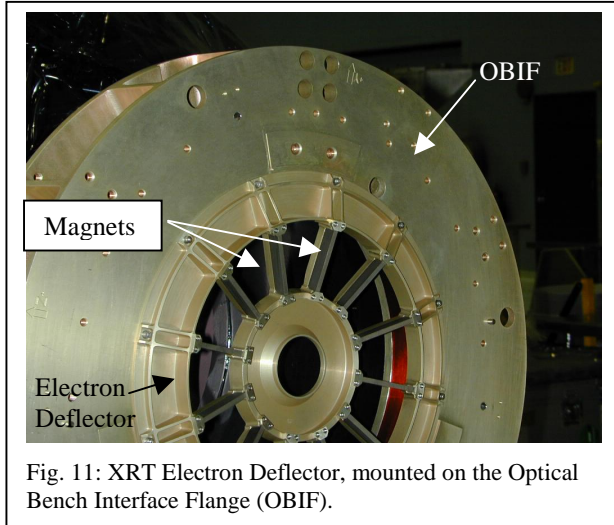 OBIF
Magnets
Electron
Deflector
Fig. 11: XRT Electron Deflector, mounted on the Optical
Bench Interface Flange (OBIF).